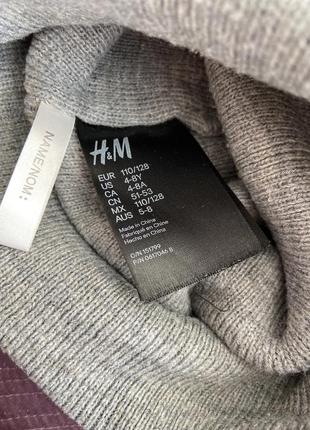 NAME/NOM:
H&M
EUR 110/128
US 4-8Y
CA 4-8A
CN 51-53
MX 110/128
AUS 5-8
Made in China
Fabriqué en Chine
Hecho en China
O/N 151799
P/N 0617046 B